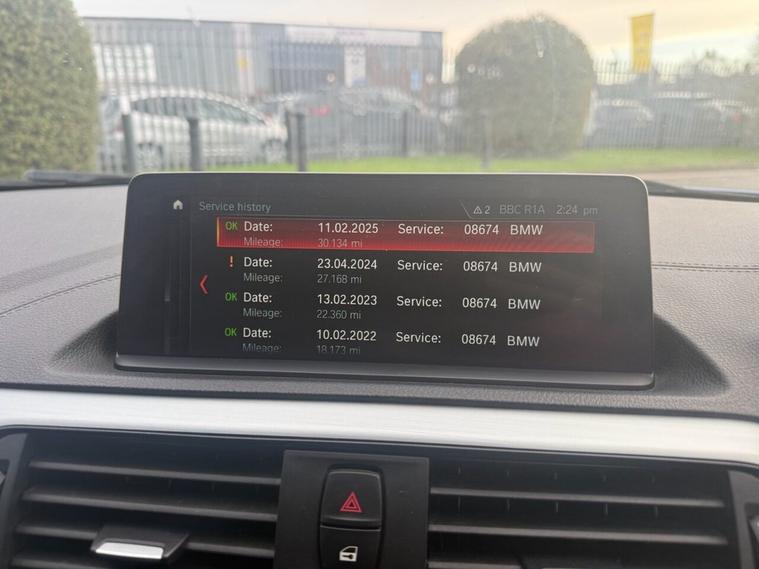 Service history
2 BBC R1A 2:24 pm
OK Date: 11.02.2025 Service: 08674 BMW
Mileage: 30.134 mi
! Date: 23.04.2024 Service: 08674 BMW
Mileage: 27.168 mi
OK Date: 13.02.2023 Service: 08674 BMW
Mileage: 22.360 mi
OK Date: 10.02.2022 Service: 08674 BMW
Mileage: 18.173 mi